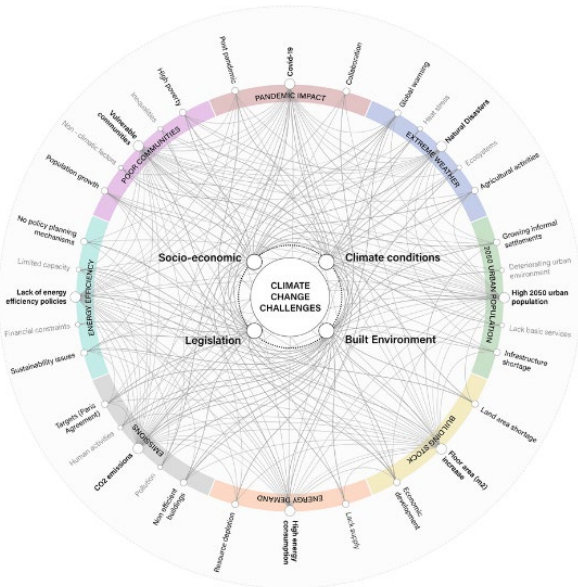 Post pandemic
Covid-19
Collaboration
PANDEMIC IMPACT
Global warming
Heat stress
Natural Disasters
Ecosystems
Agricultural activities
EXTREME WEATHER
Growing informal
settlements
Deteriorating urban
environment
High 2050 urban
population
Lack basic services
Infrastructure
shortage
2050 URBAN POPULATION
Land area shortage
Floor area (m2)
increase
Economic
development
BUILDING STOCK
Lack supply
High energy
consumption
Resource depletion
ENERGY DEMAND
Non efficient
buildings
Pollution
CO2 emissions
Human activities
Targets (Paris
Agreement)
EMISSIONS
Sustainability issues
Financial constraints
Lack of energy
efficiency policies
Limited capacity
No policy planning
mechanisms
ENERGY EFFICIENCY
Population growth
Non - climatic factors
Vulnerable
communities
Inequalities
High poverty
POOR COMMUNITIES
Socio-economic
Climate conditions
CLIMATE
CHANGE
CHALLENGES
Legislation
Built Environment